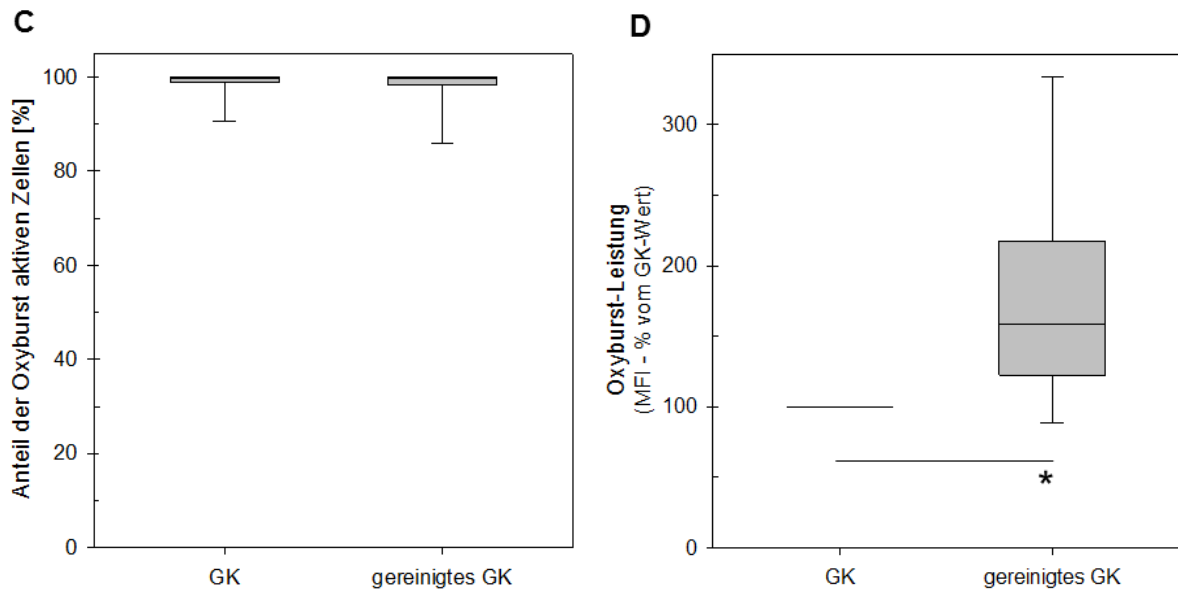 C
Anteil der Oxyburst aktiven Zellen [%]
100
80
60
40
20
0
GK
gereinigtes GK
D
Oxyburst-Leistung
(MFI - % vom GK-Wert)
300
200
100
0
*
GK
gereinigtes GK